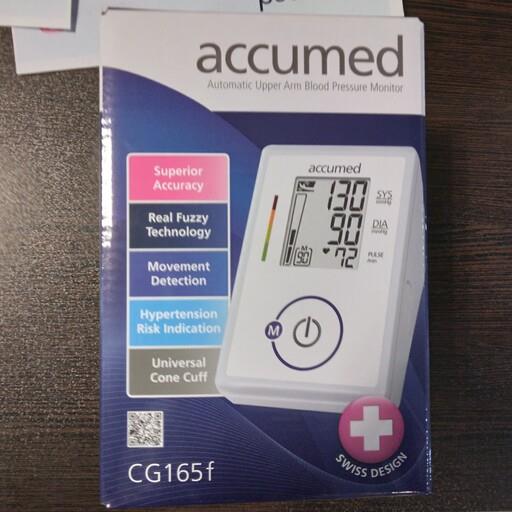 accumed
Automatic Upper Arm Blood Pressure Monitor
Superior
Accuracy
Real Fuzzy
Technology
Movement
Detection
Hypertension
Risk Indication
Universal
Cone Cuff
accumed
130
SYS
mmHg
90
DIA
mmHg
M
90
72
PULSE
/min
M
SWISS DESIGN
CG165f